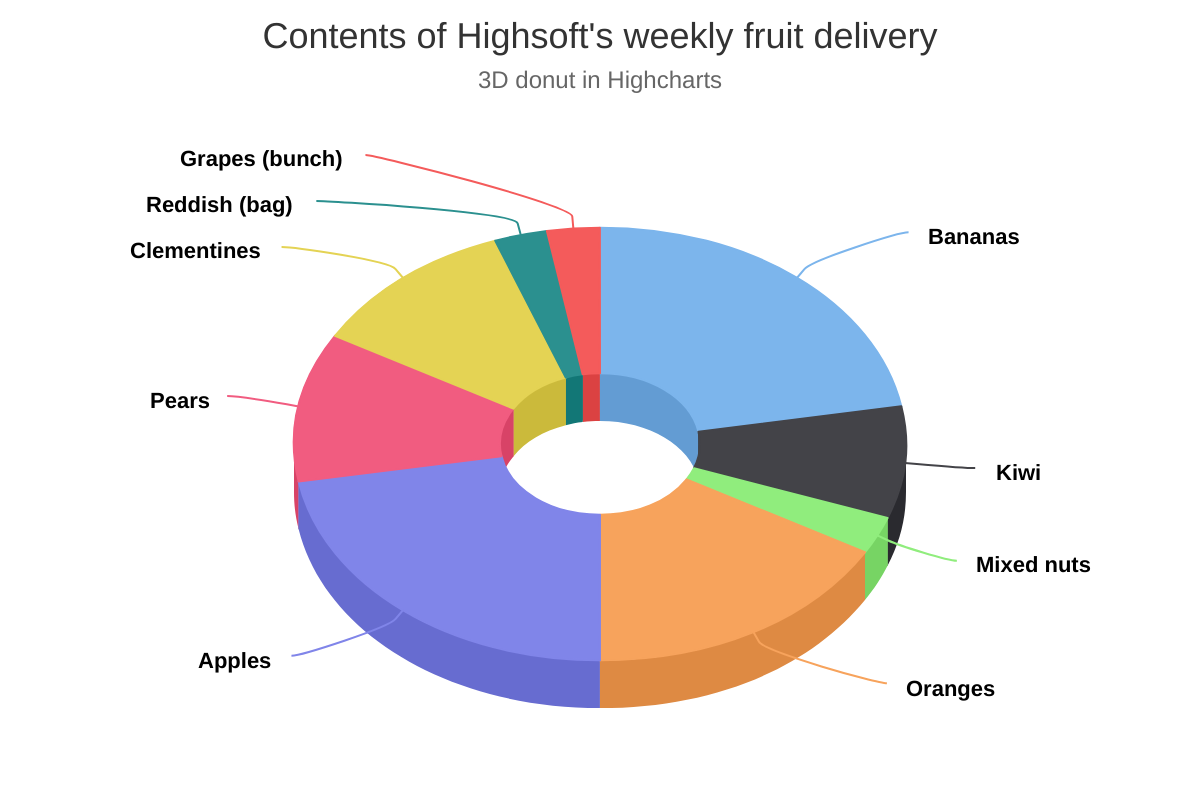 Contents of Highsoft's weekly fruit delivery
3D donut in Highcharts
Grapes (bunch)
Reddish (bag)
Clementines
Bananas
Pears
Kiwi
Mixed nuts
Apples
Oranges